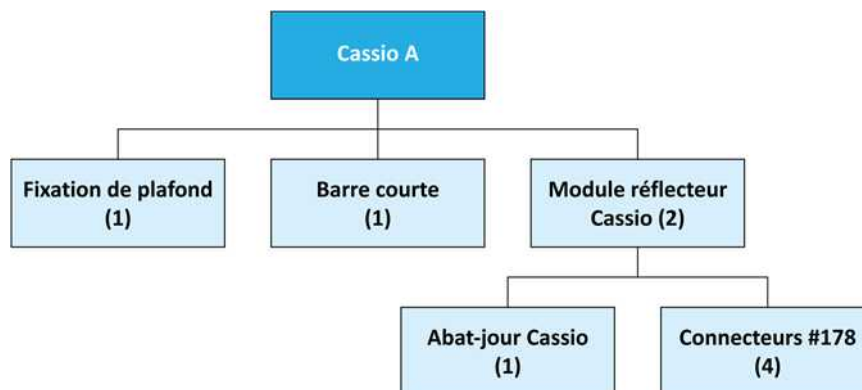 Cassio A
Fixation de plafond
(1)
Barre courte
(1)
Module réflecteur
Cassio (2)
Abat-jour Cassio
(1)
Connecteurs #178
(4)